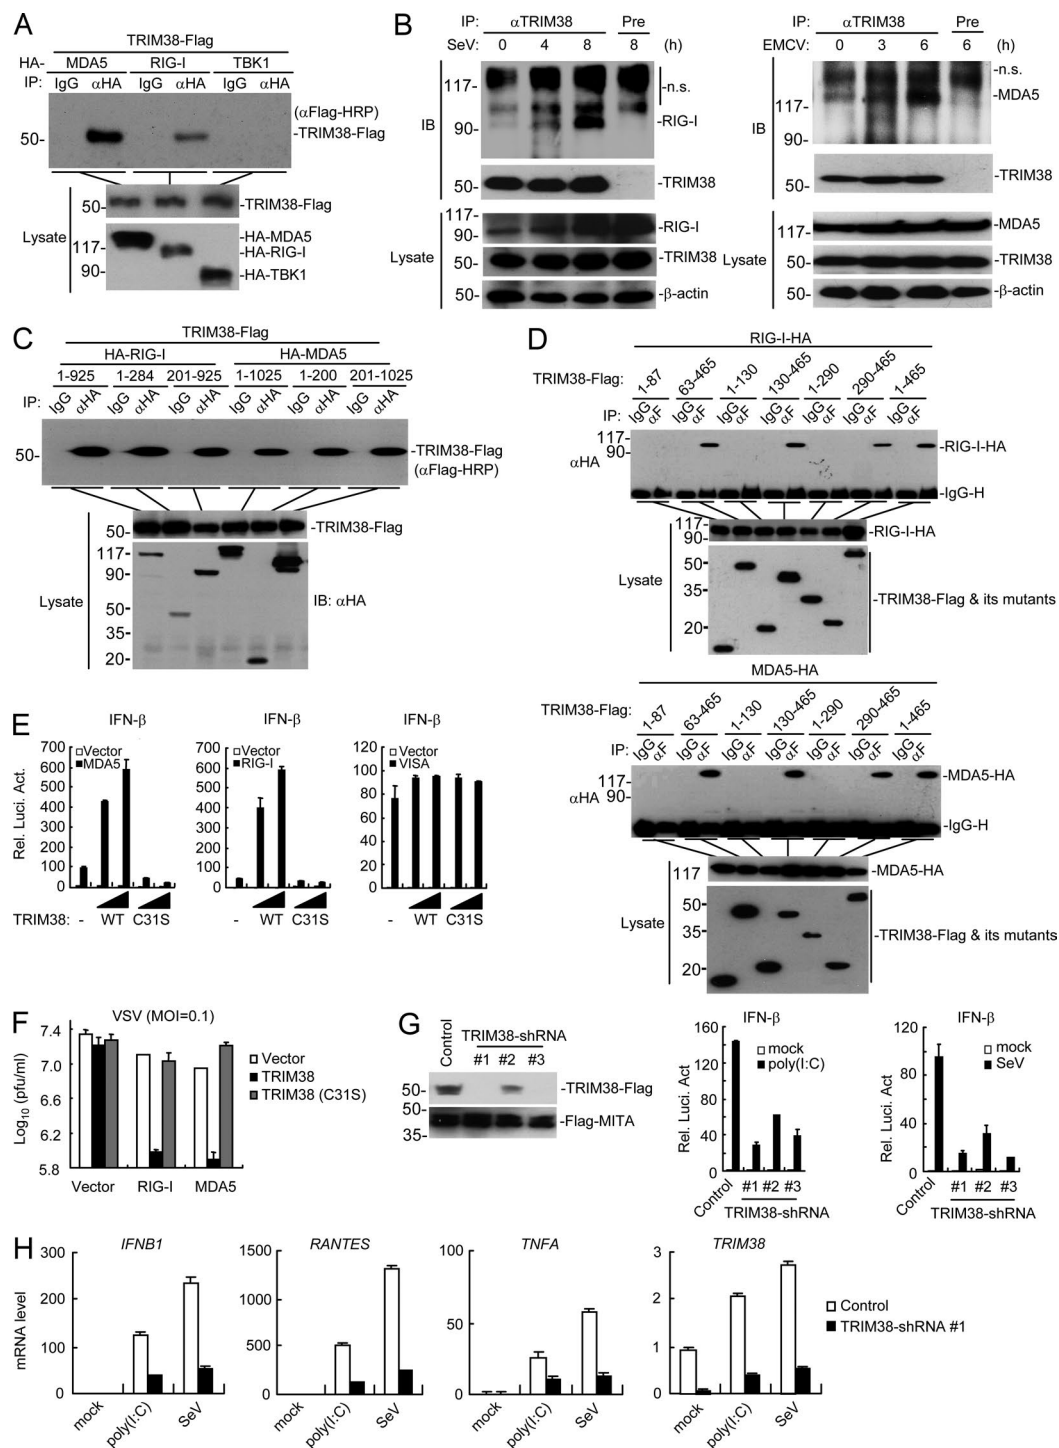 A
TRIM38-Flag
HA- MDA5 RIG-I TBK1
IP: IgG αHA IgG αHA IgG αHA
(αFlag-HRP)
50- -TRIM38-Flag
50- -TRIM38-Flag
Lysate
117- -HA-MDA5
-HA-RIG-I
90- -HA-TBK1
B
IP: αTRIM38 Pre
SeV: 0 4 8 8 (h)
IB
117- -n.s.
90- -RIG-I
50- -TRIM38
Lysate
117-
90- -RIG-I
50- -TRIM38
50- -β-actin
IP: αTRIM38 Pre
EMCV: 0 3 6 6 (h)
IB
-n.s.
117- -MDA5
90-
50- -TRIM38
Lysate
117- -MDA5
50- -TRIM38
50- -β-actin
C
TRIM38-Flag
HA-RIG-I HA-MDA5
1-925 1-284 201-925 1-1025 1-200 201-1025
IP: IgG αHA IgG αHA IgG αHA IgG αHA IgG αHA IgG αHA
50- -TRIM38-Flag
(αFlag-HRP)
50- -TRIM38-Flag
Lysate
117-
90-
50-
35-
20-
IB: αHA
D
RIG-I-HA
TRIM38-Flag: 1-87 63-465 1-130 130-465 1-290 290-465 1-465
IP: IgG αF IgG αF IgG αF IgG αF IgG αF IgG αF IgG αF
αHA
117-
90- -RIG-I-HA
-IgG-H
117-
90- -RIG-I-HA
Lysate
50-
35-
20-
-TRIM38-Flag & its mutants
MDA5-HA
TRIM38-Flag: 1-87 63-465 1-130 130-465 1-290 290-465 1-465
IP: IgG αF IgG αF IgG αF IgG αF IgG αF IgG αF IgG αF
αHA
117- -MDA5-HA
90-
-IgG-H
117 -MDA5-HA
Lysate
50-
35-
20-
-TRIM38-Flag & its mutants
E
IFN-β
Vector
MDA5
Rel. Luci. Act.
700
600
500
400
300
200
100
0
TRIM38: - WT C31S
IFN-β
Vector
RIG-I
700
600
500
400
300
200
100
0
- WT C31S
IFN-β
Vector
VISA
120
100
80
60
40
20
0
- WT C31S
F
VSV (MOI=0.1)
Log10 (pfu/ml)
7.4
7.0
6.6
6.2
5.8
Vector RIG-I MDA5
Vector
TRIM38
TRIM38 (C31S)
G
Control
TRIM38-shRNA
#1 #2 #3
50- -TRIM38-Flag
50-
35- -Flag-MITA
IFN-β
mock
poly(I:C)
Rel. Luci. Act
160
120
80
40
0
Control #1 #2 #3
TRIM38-shRNA
IFN-β
mock
SeV
Rel. Luci. Act
120
80
40
0
Control #1 #2 #3
TRIM38-shRNA
H
IFNB1
mRNA level
300
200
100
0
mock poly(I:C) SeV
RANTES
1500
1000
500
0
mock poly(I:C) SeV
TNFA
100
50
0
mock poly(I:C) SeV
TRIM38
3
2
1
0
mock poly(I:C) SeV
Control
TRIM38-shRNA #1